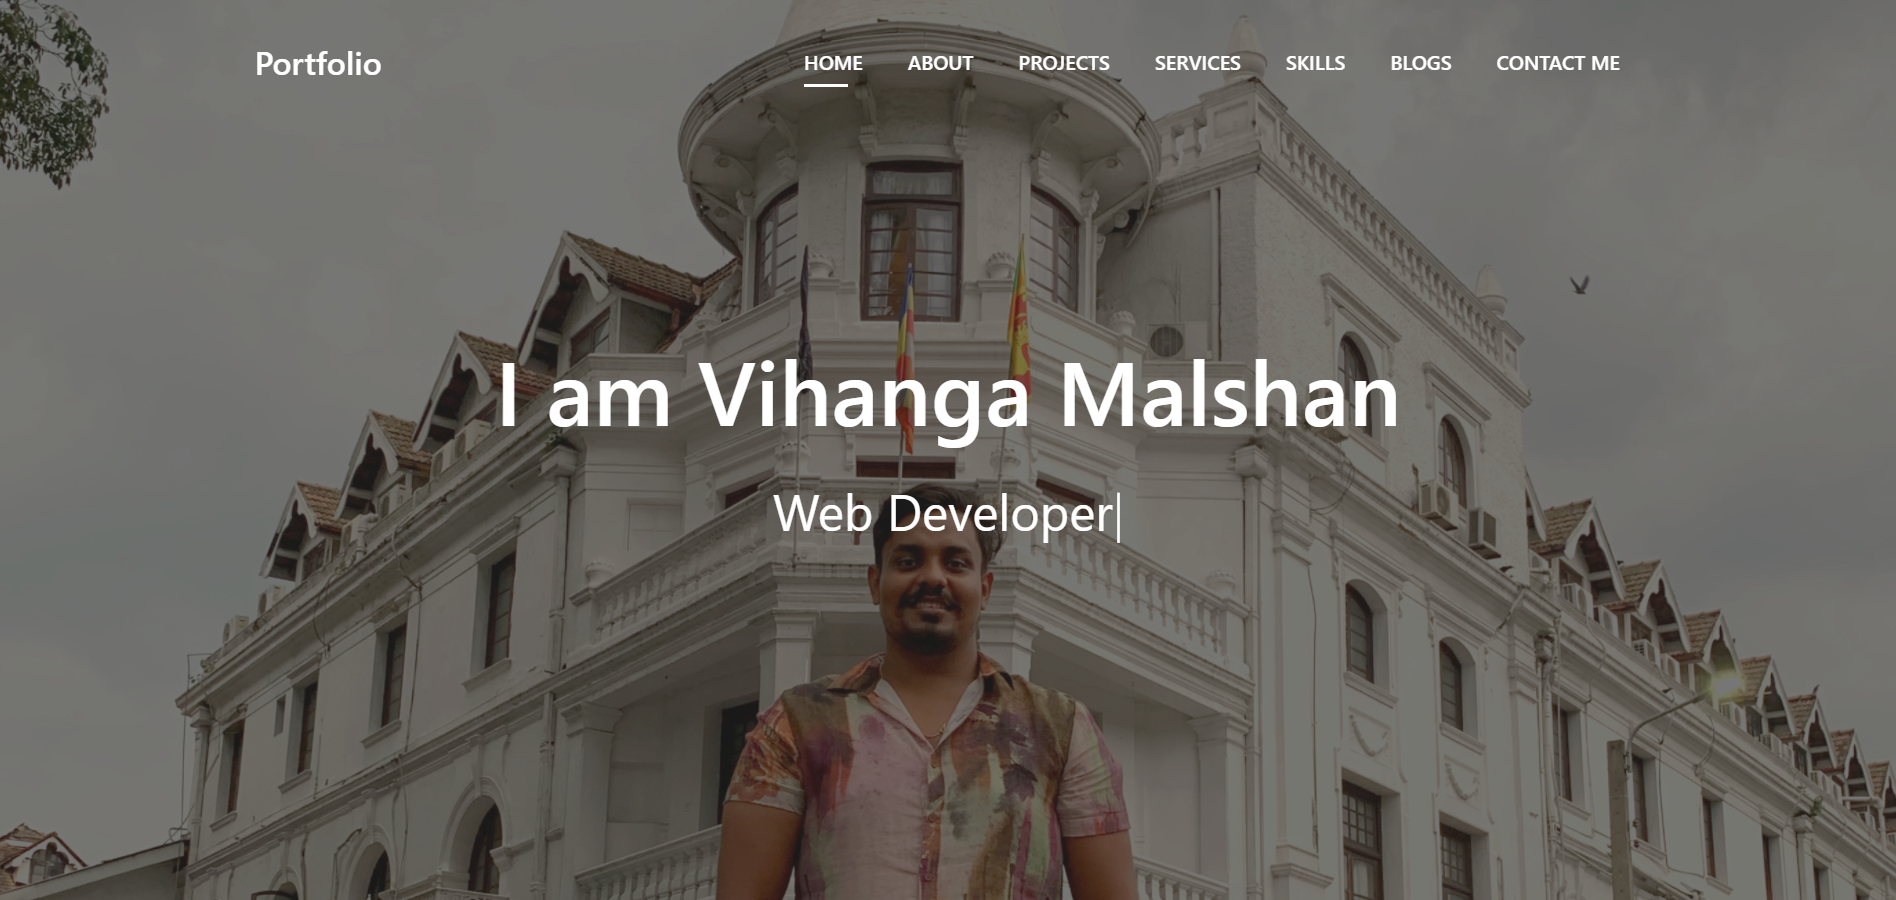 Portfolio
HOME ABOUT PROJECTS SERVICES SKILLS BLOGS CONTACT ME
I am Vihanga Malshan
Web Developer|